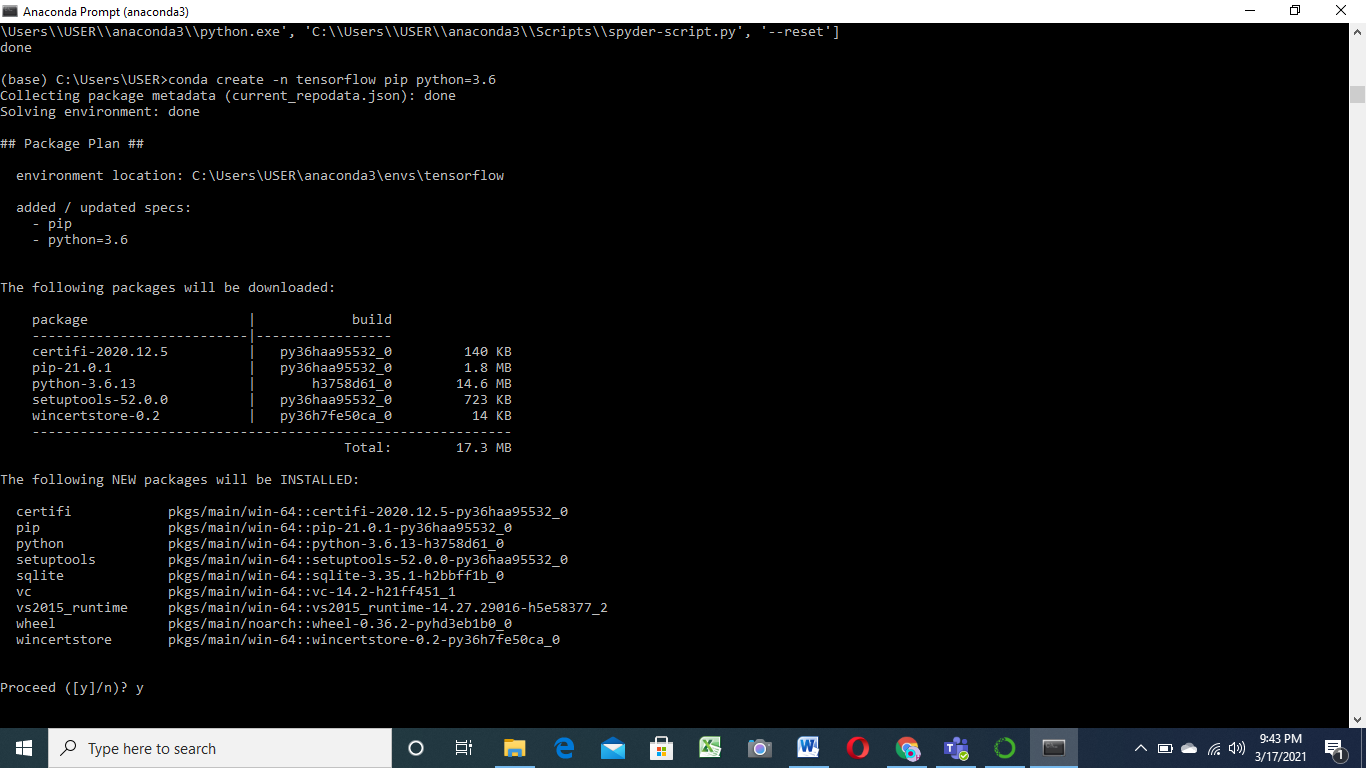 Anaconda Prompt (anaconda3)
\Users\\USER\\anaconda3\\python.exe', 'C:\\Users\\USER\\anaconda3\\Scripts\\spyder-script.py', '--reset']
done
(base) C:\Users\USER>conda create -n tensorflow pip python=3.6
Collecting package metadata (current_repodata.json): done
Solving environment: done
## Package Plan ##
environment location: C:\Users\USER\anaconda3\envs\tensorflow
added / updated specs:
- pip
- python=3.6
The following packages will be downloaded:
package | build
---------------------------|-----------------
certifi-2020.12.5 | py36haa95532_0 140 KB
pip-21.0.1 | py36haa95532_0 1.8 MB
python-3.6.13 | h3758d61_0 14.6 MB
setuptools-52.0.0 | py36haa95532_0 723 KB
wincertstore-0.2 | py36h7fe50ca_0 14 KB
------------------------------------------------------------
Total: 17.3 MB
The following NEW packages will be INSTALLED:
certifi pkgs/main/win-64::certifi-2020.12.5-py36haa95532_0
pip pkgs/main/win-64::pip-21.0.1-py36haa95532_0
python pkgs/main/win-64::python-3.6.13-h3758d61_0
setuptools pkgs/main/win-64::setuptools-52.0.0-py36haa95532_0
sqlite pkgs/main/win-64::sqlite-3.35.1-h2bbff1b_0
vc pkgs/main/win-64::vc-14.2-h21ff451_1
vs2015_runtime pkgs/main/win-64::vs2015_runtime-14.27.29016-h5e58377_2
wheel pkgs/main/noarch::wheel-0.36.2-pyhd3eb1b0_0
wincertstore pkgs/main/win-64::wincertstore-0.2-py36h7fe50ca_0
Proceed ([y]/n)? y
Type here to search
9:43 PM
3/17/2021
1